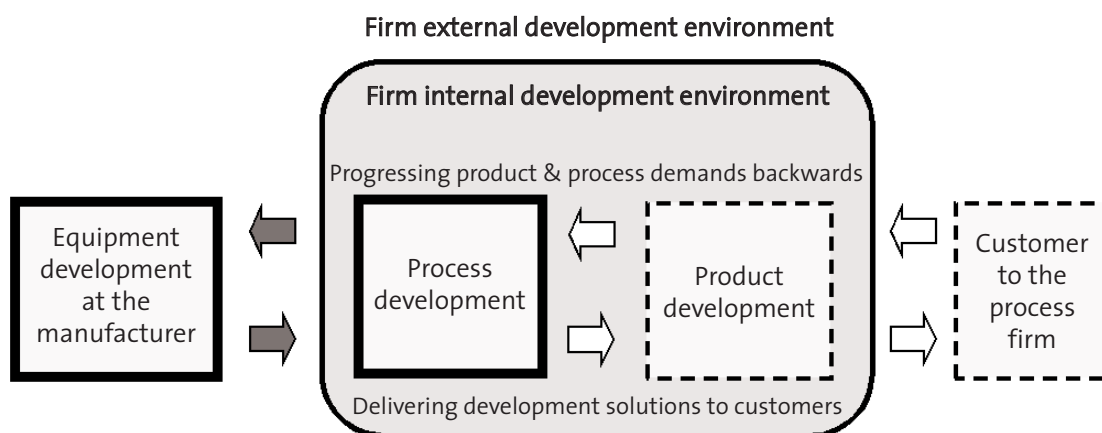 Firm external development environment
Firm internal development environment
Progressing product & process demands backwards
Equipment
development
at the
manufacturer
Process
development
Product
development
Customer
to the
process
firm
Delivering development solutions to customers